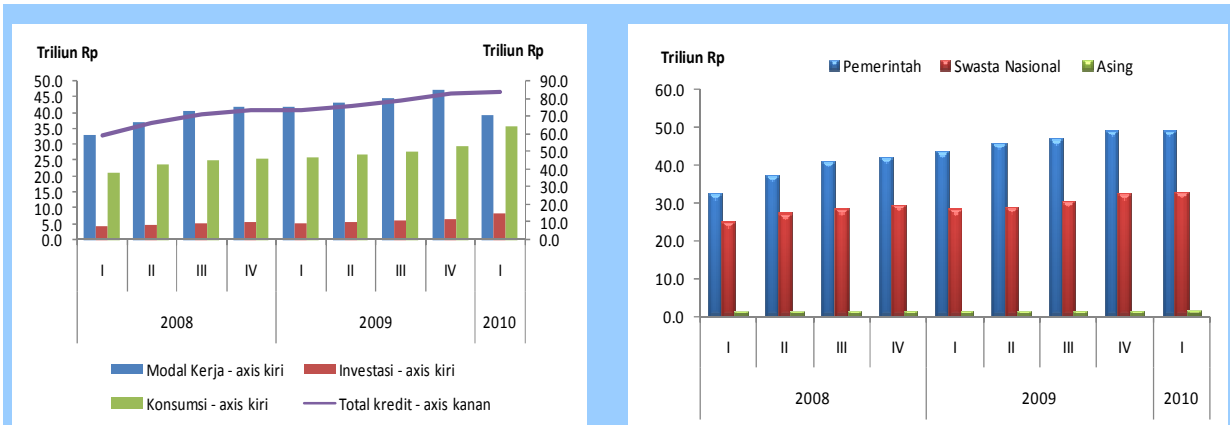 Triliun Rp
Triliun Rp
50.0
45.0
40.0
35.0
30.0
25.0
20.0
15.0
10.0
5.0
0.0
90.0
80.0
70.0
60.0
50.0
40.0
30.0
20.0
10.0
0.0
I II III IV I II III IV I
2008 2009 2010
Modal Kerja - axis kiri Investasi - axis kiri
Konsumsi - axis kiri Total kredit - axis kanan
Triliun Rp
Pemerintah Swasta Nasional Asing
60.0
50.0
40.0
30.0
20.0
10.0
0.0
I II III IV I II III IV I
2008 2009 2010